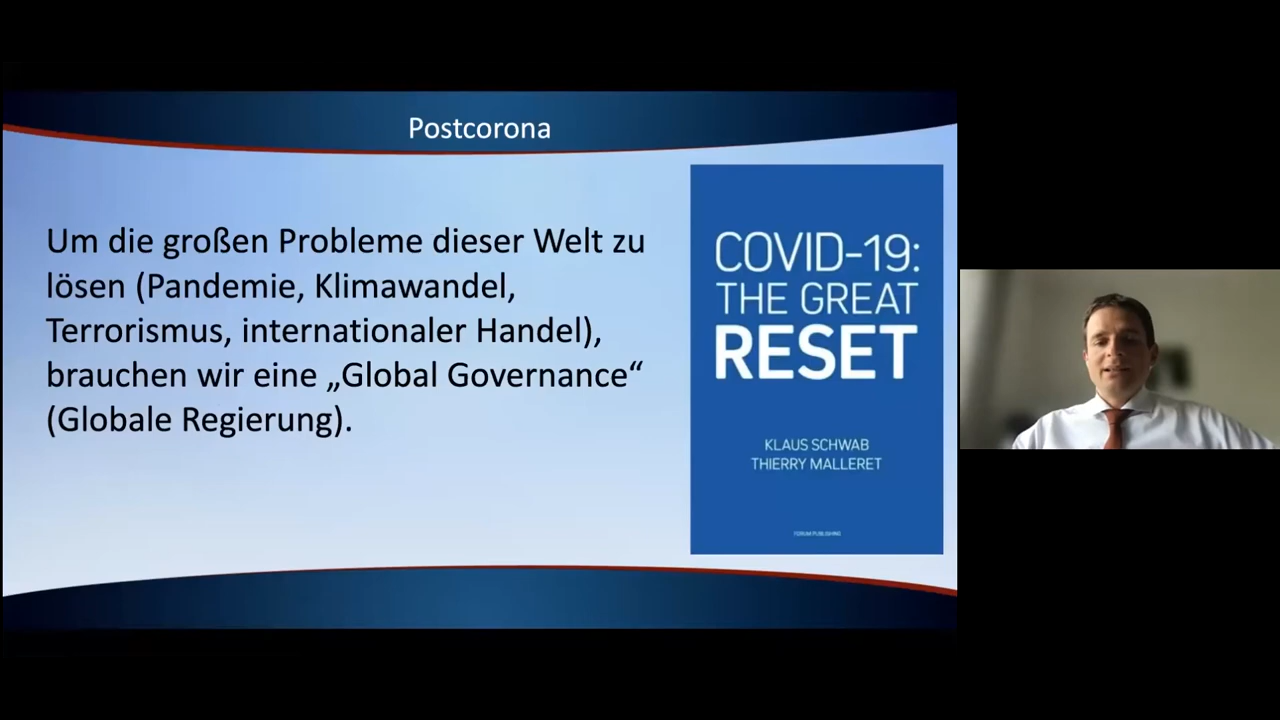 Postcorona
Um die großen Probleme dieser Welt zu
lösen (Pandemie, Klimawandel,
Terrorismus, internationaler Handel),
brauchen wir eine „Global Governance“
(Globale Regierung).
COVID-19:
THE GREAT
RESET
KLAUS SCHWAB
THIERRY MALLERET
FORUM PUBLISHING